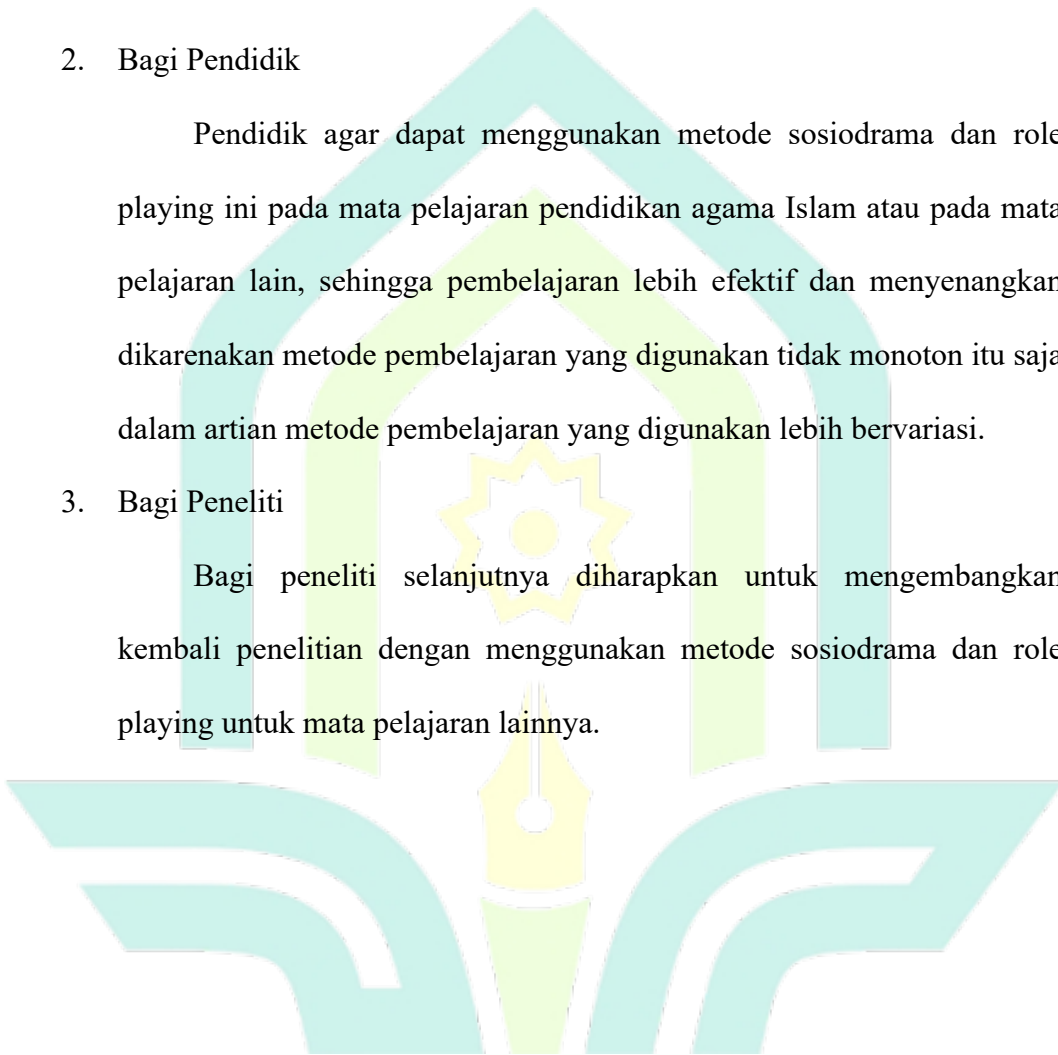 2. Bagi Pendidik
Pendidik agar dapat menggunakan metode sosiodrama dan role
playing ini pada mata pelajaran pendidikan agama Islam atau pada mata
pelajaran lain, sehingga pembelajaran lebih efektif dan menyenangkan
dikarenakan metode pembelajaran yang digunakan tidak monoton itu saja
dalam artian metode pembelajaran yang digunakan lebih bervariasi.
3. Bagi Peneliti
Bagi peneliti selanjutnya diharapkan untuk mengembangkan
kembali penelitian dengan menggunakan metode sosiodrama dan role
playing untuk mata pelajaran lainnya.